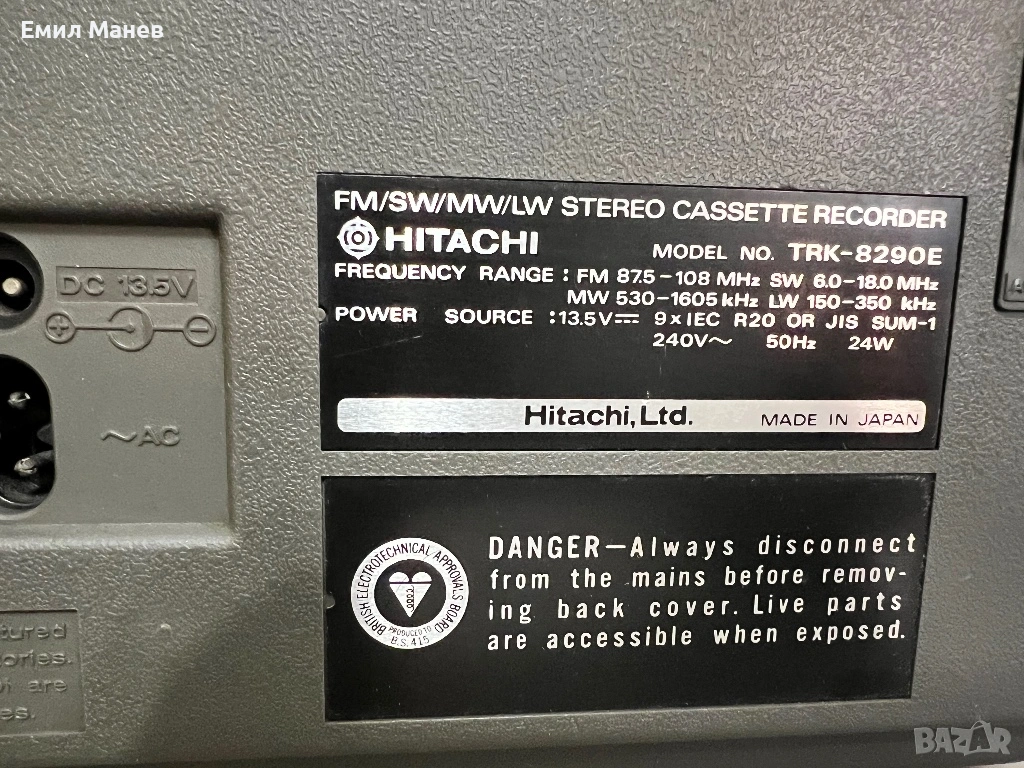 Емил Манев
FM/SW/MW/LW STEREO CASSETTE RECORDER
HITACHI MODEL NO. TRK-8290E
FREQUENCY RANGE : FM 87.5-108 MHz SW 6.0-18.0 MHz
MW 530-1605 kHz LW 150-350 kHz
POWER SOURCE : 13.5V⎓ 9 x IEC R20 OR JIS SUM-1
240V～ 50Hz 24W
Hitachi, Ltd. MADE IN JAPAN
DC 13.5V
+ -
～AC
DANGER—Always disconnect
from the mains before remov-
ing back cover. Live parts
are accessible when exposed.
BRITISH ELECTROTECHNICAL APPROVALS BOARD
PRODUCED TO
B.S. 415
are
BAZAR